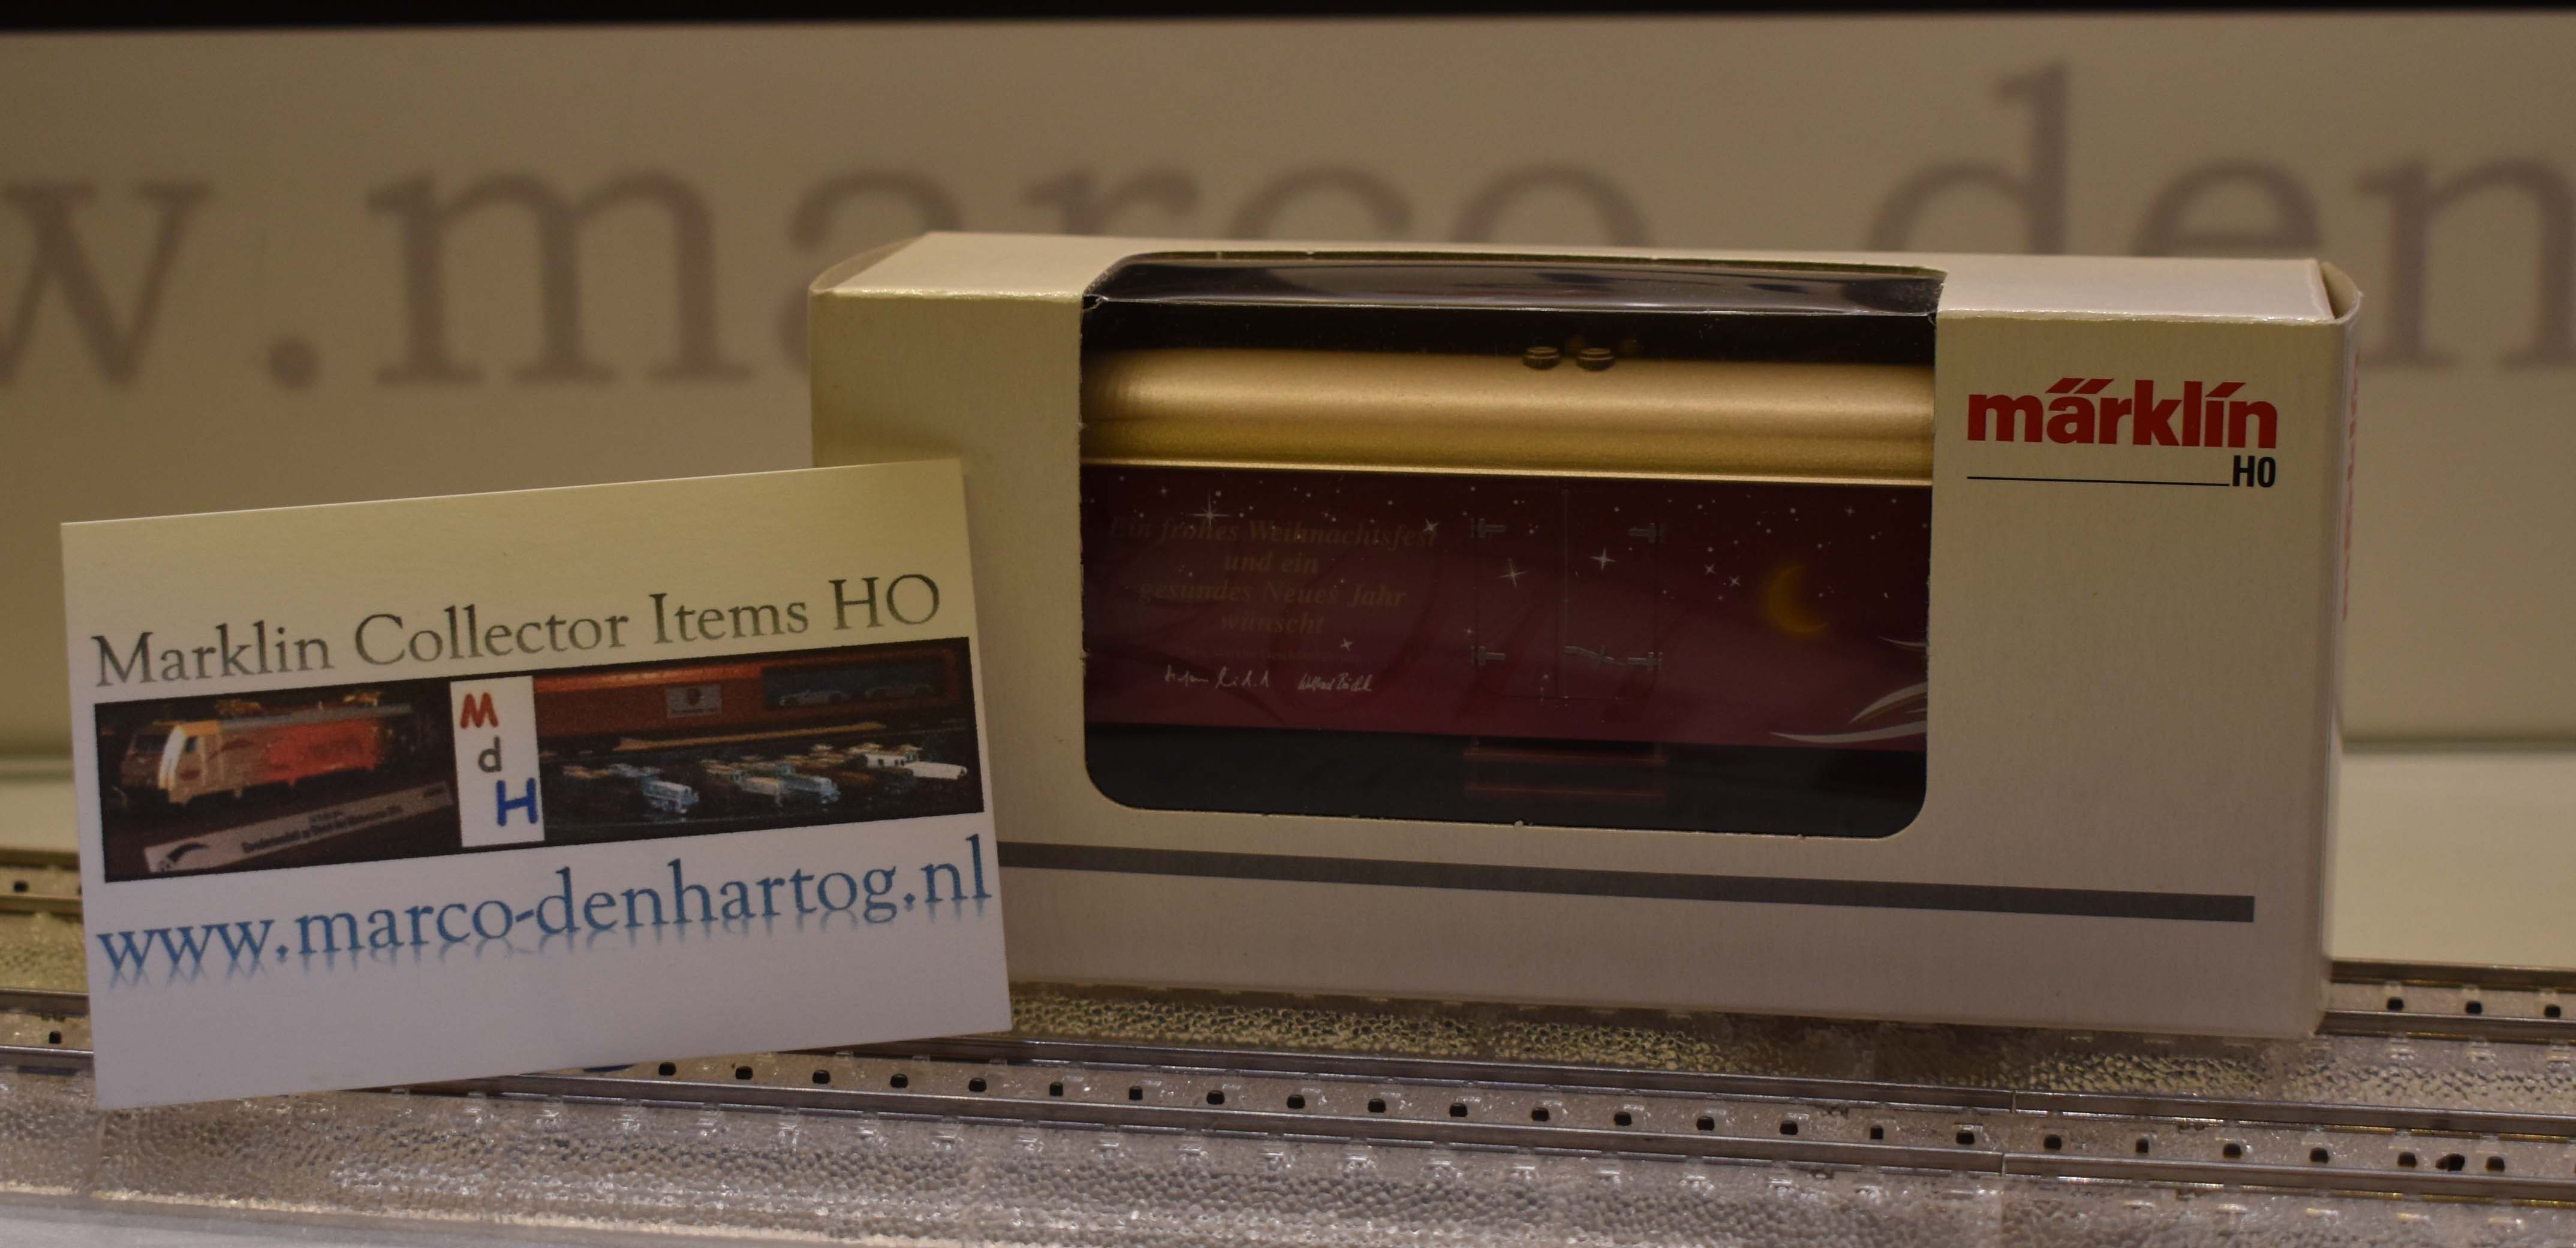 w.marco den
märklin
H0
Ein frohes Weihnachtsfest
und ein
gesundes Neues Jahr
wünscht
Marklin Collector Items HO
M
d
H
www.marco-denhartog.nl